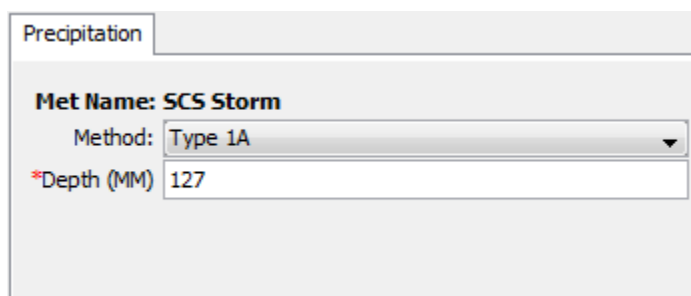 Precipitation
Met Name: SCS Storm
Method: Type 1A
*Depth (MM) 127